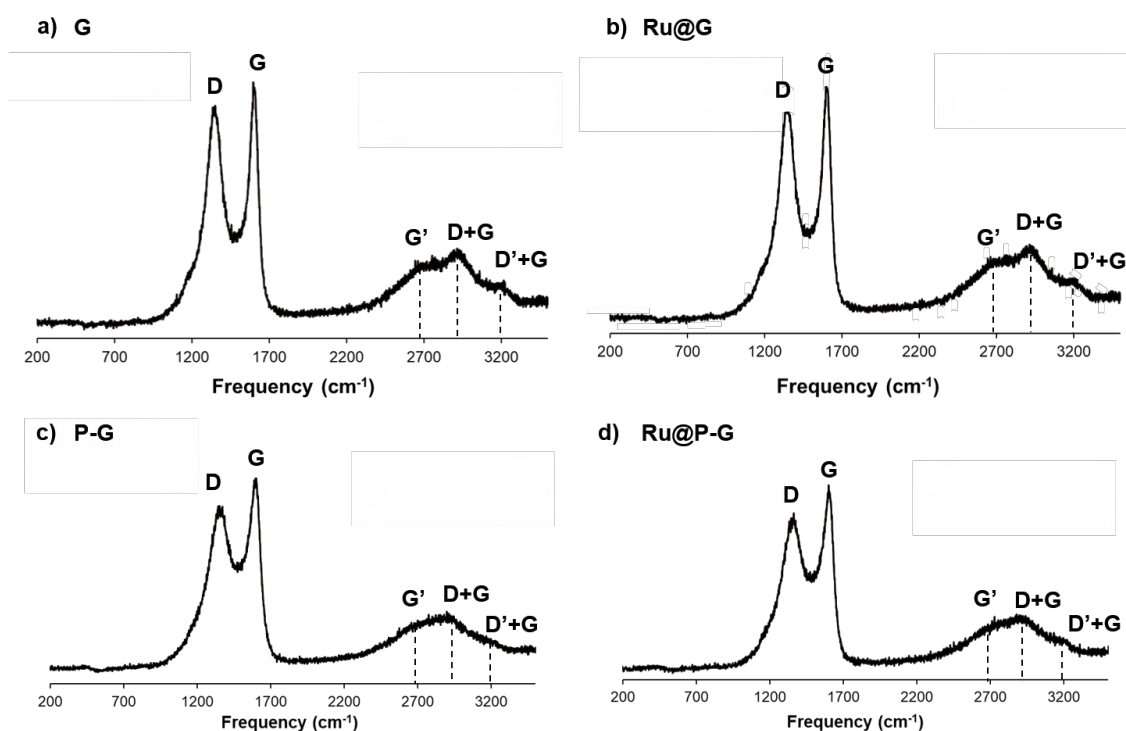 a) G
D
G
G’
D+G
D’+G
200 700 1200 1700 2200 2700 3200
Frequency (cm-1)
b) Ru@G
D
G
G’
D+G
D’+G
200 700 1200 1700 2200 2700 3200
Frequency (cm-1)
c) P-G
D
G
G’
D+G
D’+G
200 700 1200 1700 2200 2700 3200
Frequency (cm-1)
d) Ru@P-G
D
G
G’
D+G
D’+G
200 700 1200 1700 2200 2700 3200
Frequency (cm-1)